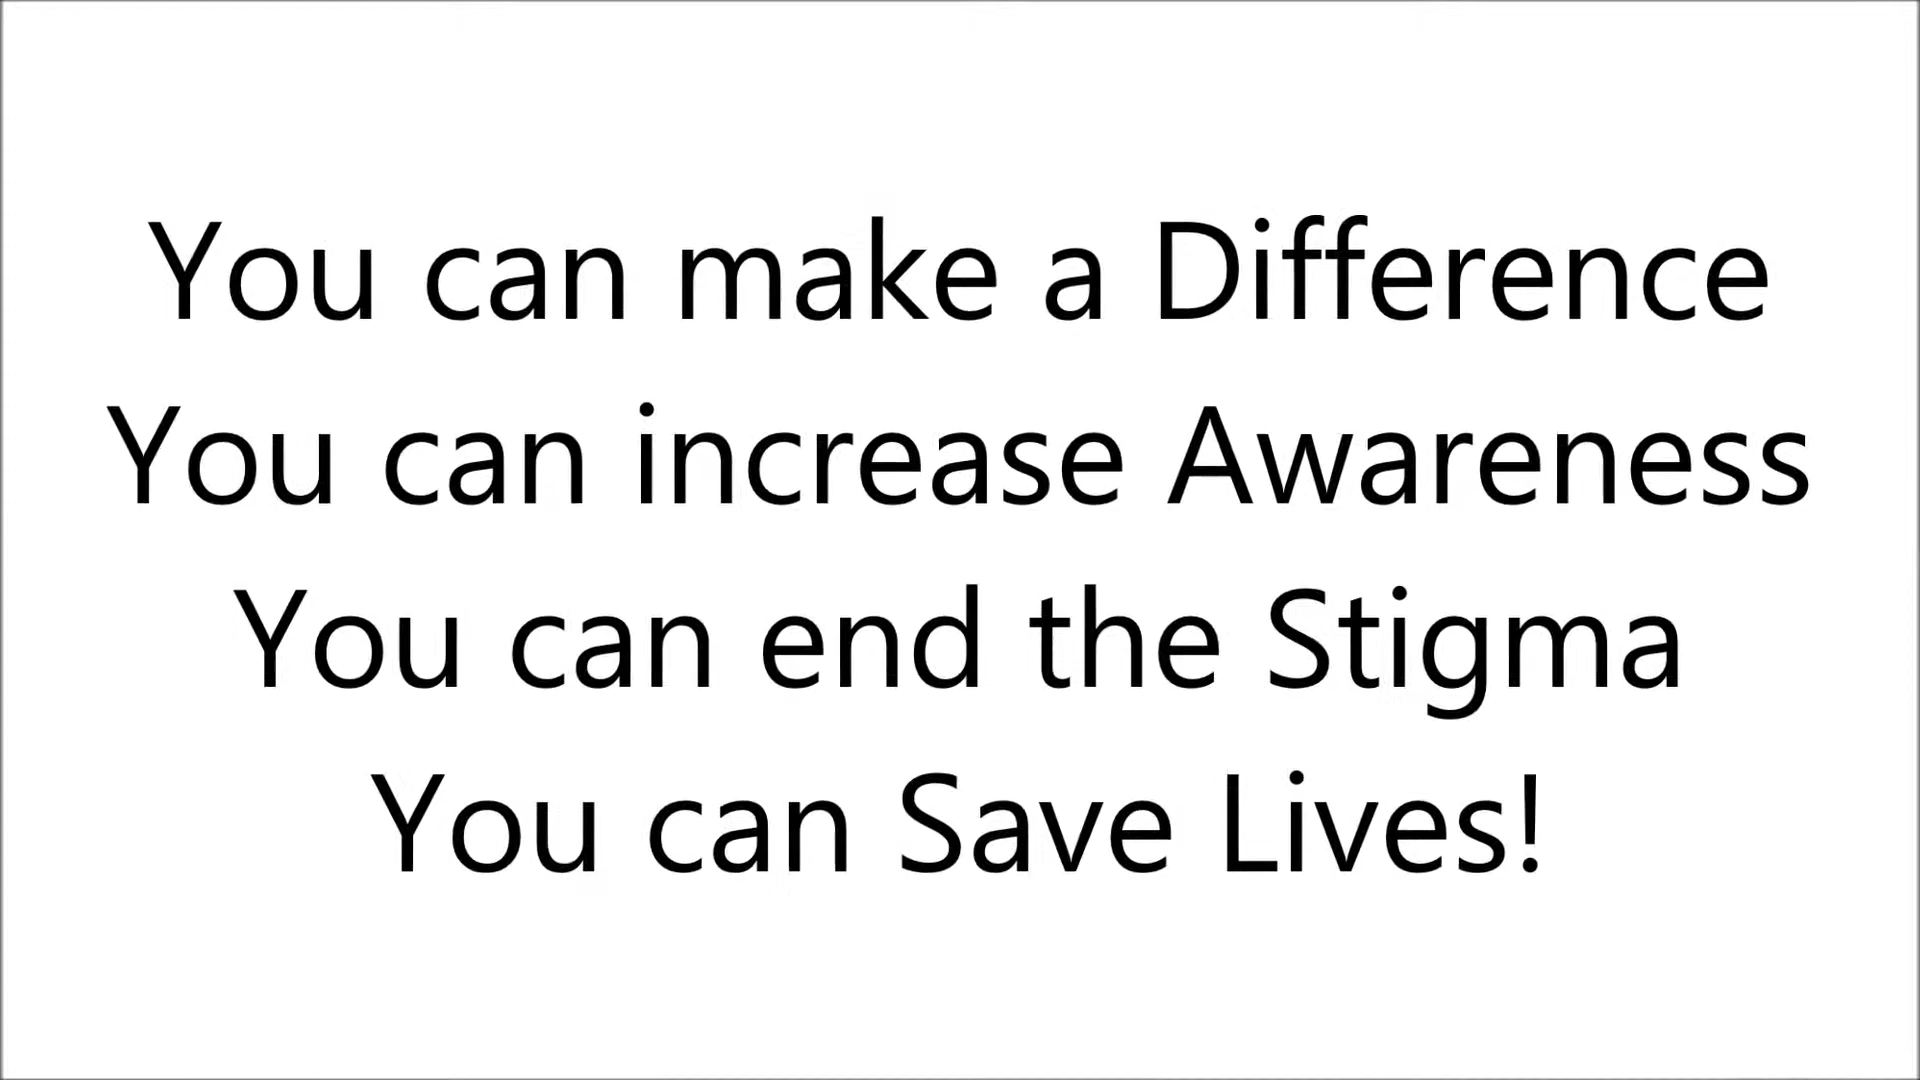 You can make a Difference
You can increase Awareness
You can end the Stigma
You can Save Lives!